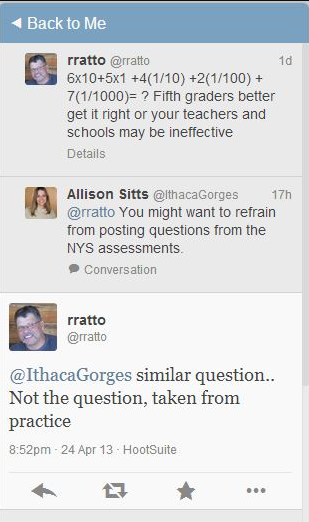 Back to Me
rratto @rratto 1d
6x10+5x1 +4(1/10) +2(1/100) +
7(1/1000)= ? Fifth graders better
get it right or your teachers and
schools may be ineffective
Details
Allison Sitts @IthacaGorges 17h
@rratto You might want to refrain
from posting questions from the
NYS assessments.
Conversation
rratto
@rratto
@IthacaGorges similar question..
Not the question, taken from
practice
8:52pm · 24 Apr 13 · HootSuite